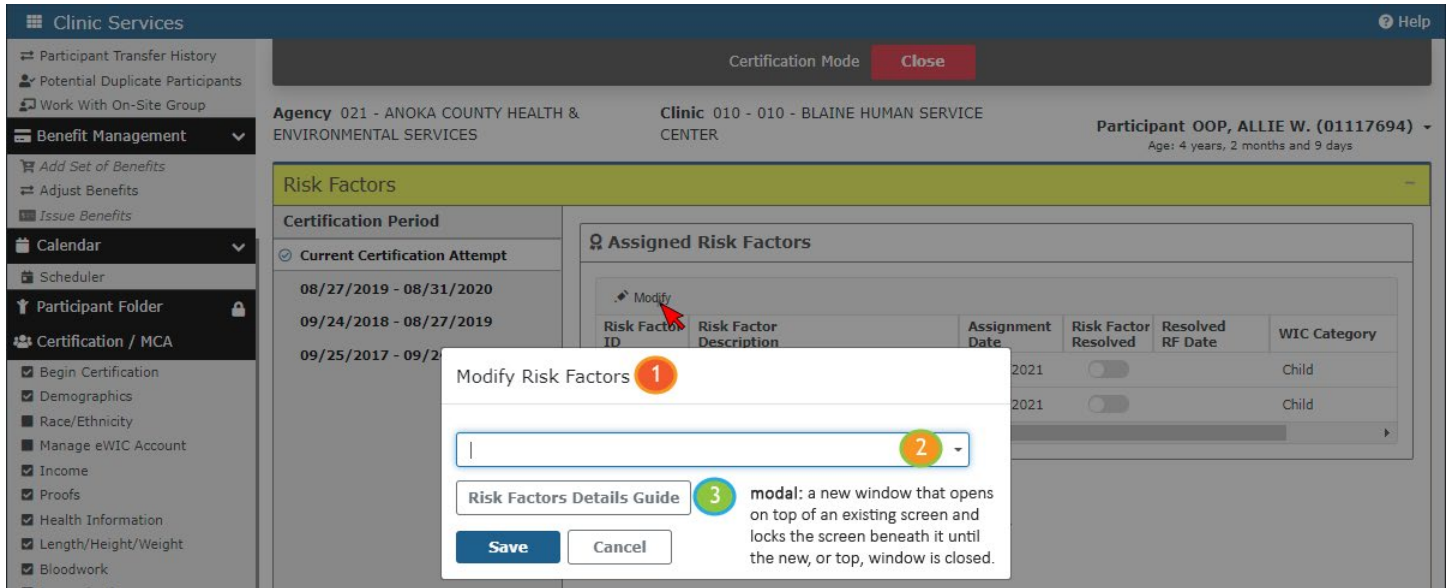 Clinic Services
Help
Participant Transfer History
Potential Duplicate Participants
Work With On-Site Group
Benefit Management
Add Set of Benefits
Adjust Benefits
Issue Benefits
Calendar
Scheduler
Participant Folder
Certification / MCA
Begin Certification
Demographics
Race/Ethnicity
Manage eWIC Account
Income
Proofs
Health Information
Length/Height/Weight
Bloodwork
Certification Mode Close
Agency 021 - ANOKA COUNTY HEALTH &
ENVIRONMENTAL SERVICES
Clinic 010 - 010 - BLAINE HUMAN SERVICE
CENTER
Participant OOP, ALLIE W. (01117694)
Age: 4 years, 2 months and 9 days
Risk Factors
Certification Period
Current Certification Attempt
08/27/2019 - 08/31/2020
09/24/2018 - 08/27/2019
09/25/2017 - 09/2
Assigned Risk Factors
Modify
Risk Factor
ID
Risk Factor
Description
Assignment
Date
Risk Factor
Resolved
Resolved
RF Date
WIC Category
2021 Child
2021 Child
Modify Risk Factors 1
2
Risk Factors Details Guide 3
modal: a new window that opens
on top of an existing screen and
locks the screen beneath it until
the new, or top, window is closed.
Save Cancel